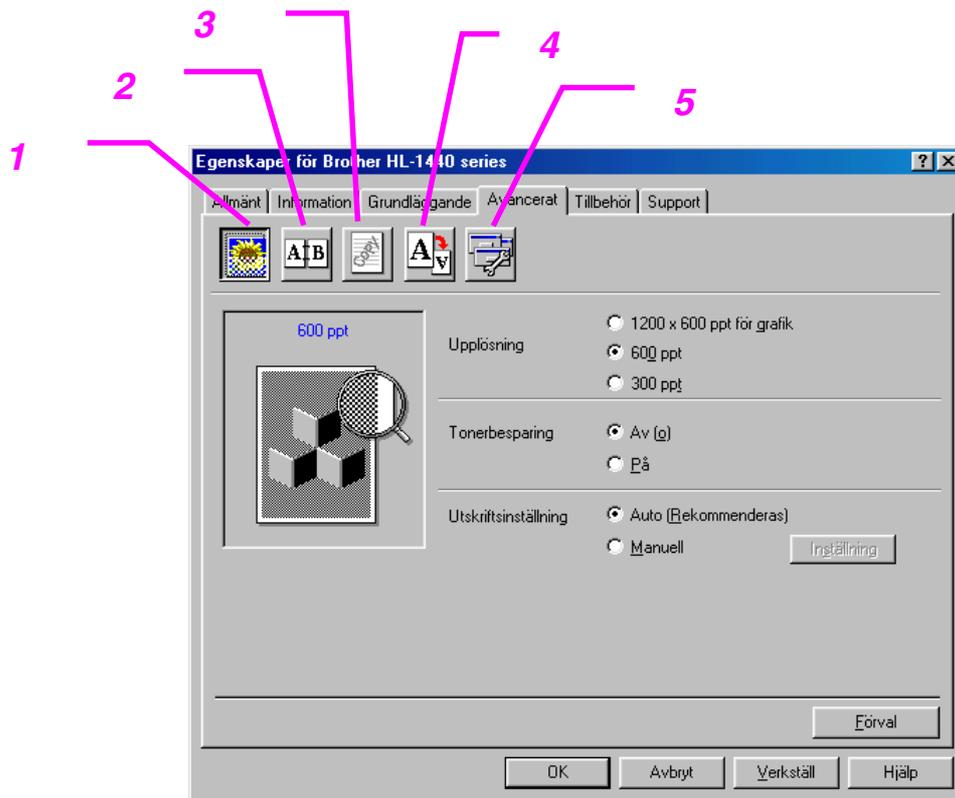 3
4
2
5
1
Egenskaper för Brother HL-1440 series
Allmänt Information Grundläggande Avancerat Tillbehör Support
A B COPY A A
600 ppt
Upplösning
1200 x 600 ppt för grafik
600 ppt
300 ppt
Tonerbesparing
Av (o)
På
Utskriftsinställning
Auto (Rekommenderas)
Manuell
Inställning
Förval
OK Avbryt Verkställ Hjälp